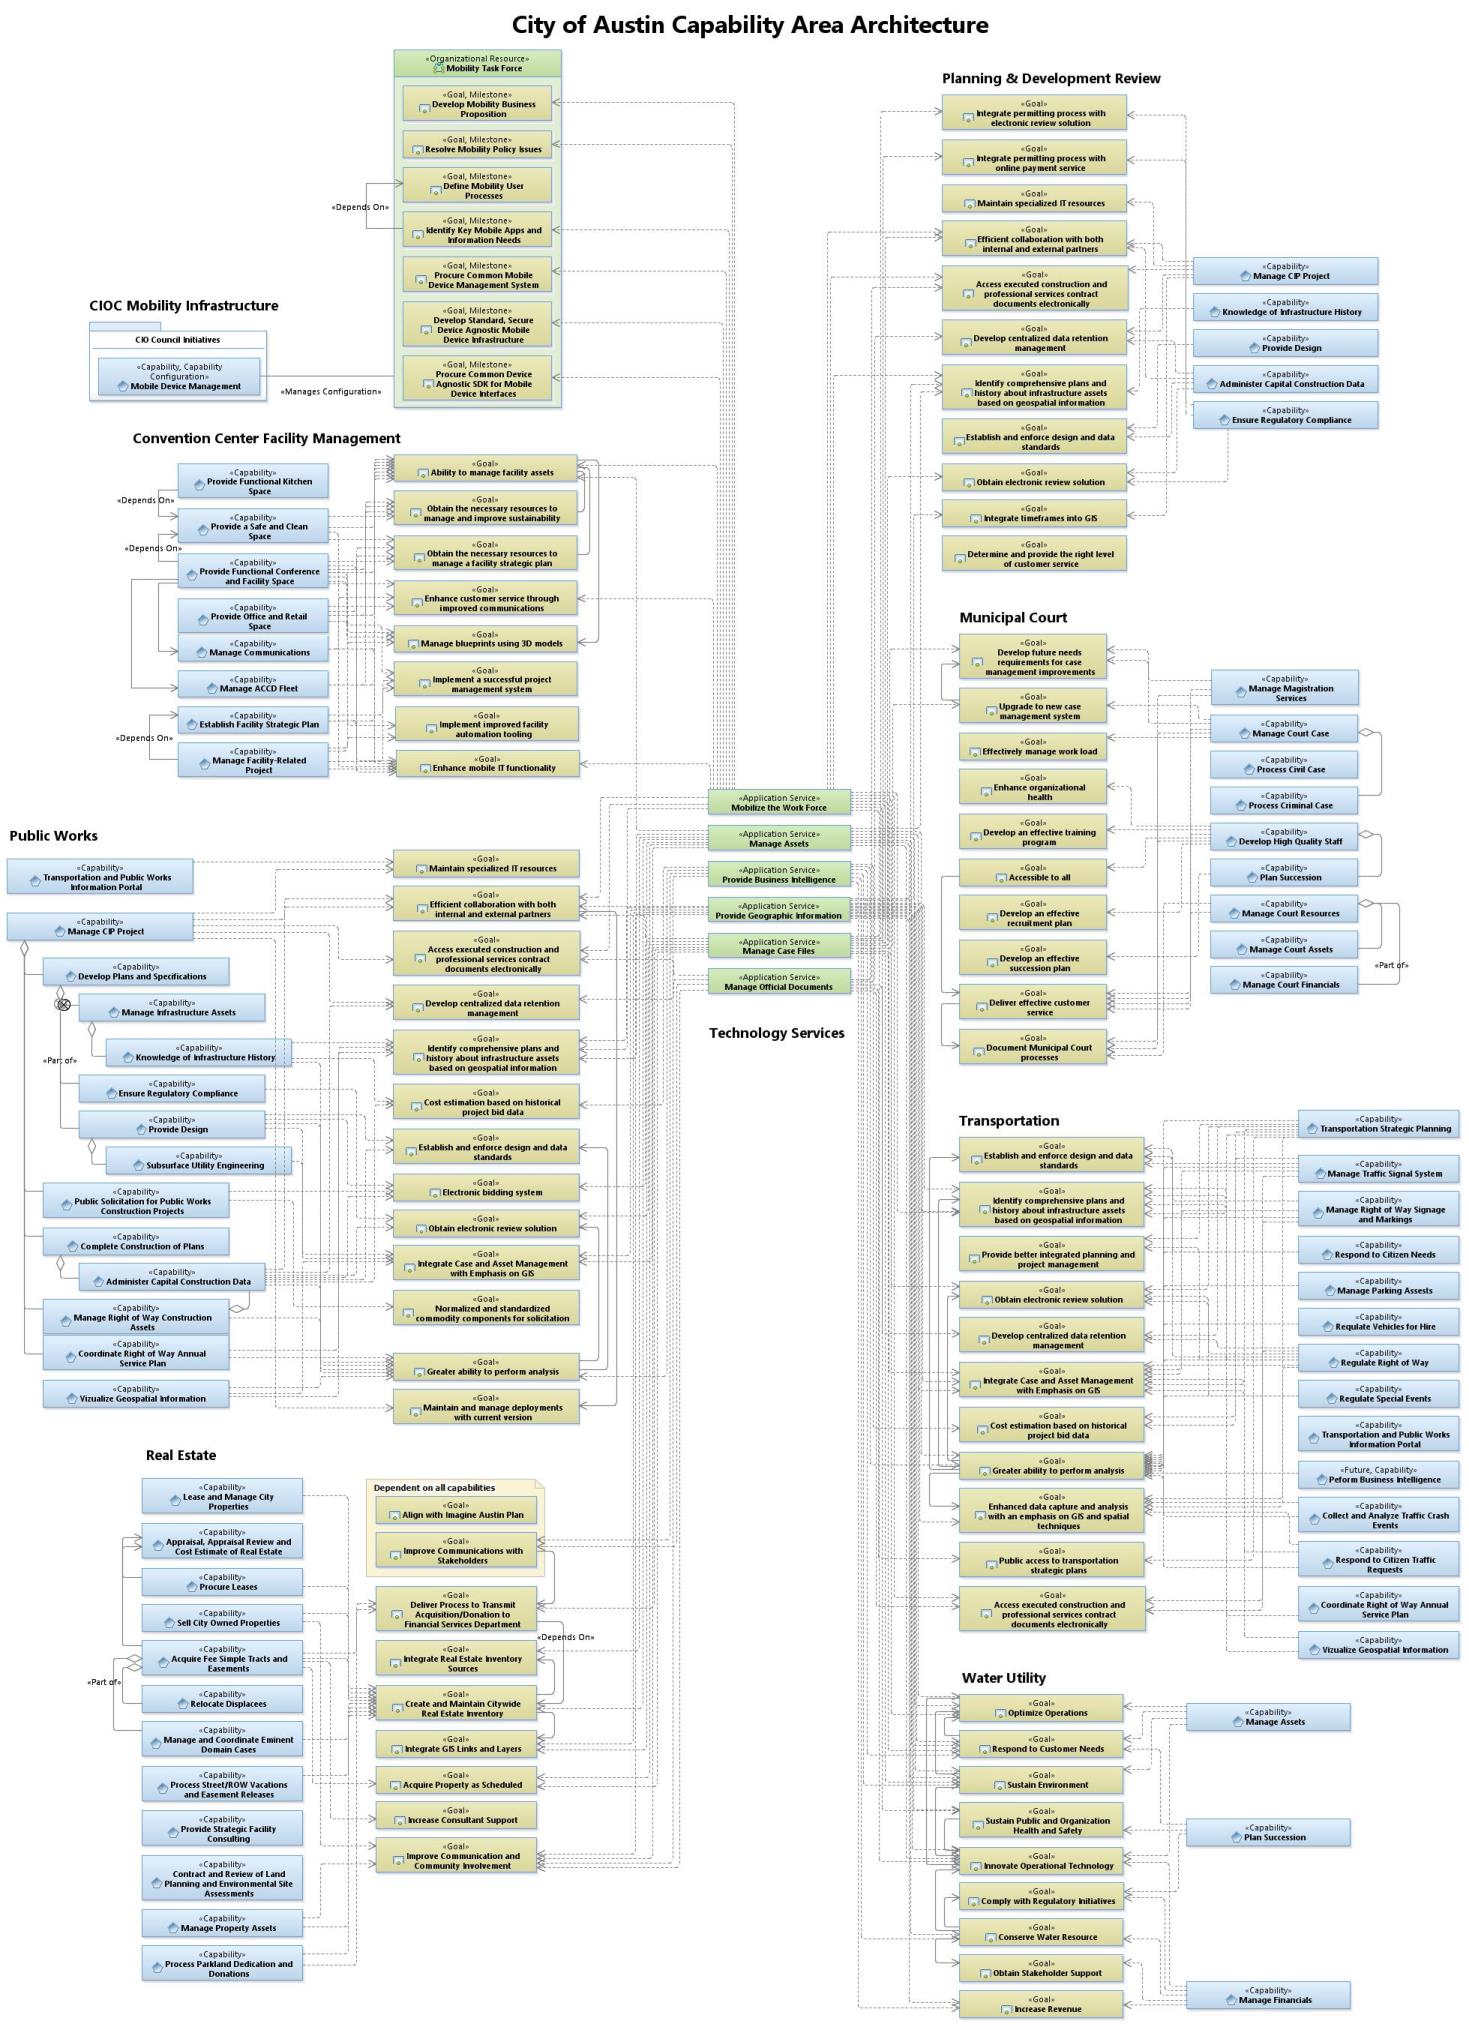 City of Austin Capability Area Architecture
«Organizational Resource»
Mobility Task Force
«Goal, Milestone»
Develop Mobility Business
Proposition
«Goal, Milestone»
Resolve Mobility Policy Issues
«Goal, Milestone»
Define Mobility User
Processes
«Depends On»
«Goal, Milestone»
Identify Key Mobile Apps and
Information Needs
«Goal, Milestone»
Procure Common Mobile
Device Management System
«Goal, Milestone»
Develop Standard, Secure
Device Agnostic Mobile
Device Infrastructure
«Goal, Milestone»
Procure Common Device
Agnostic SDK for Mobile
Device Interfaces
CIOC Mobility Infrastructure
CIO Council Initiatives
«Capability, Capability
Configuration»
Mobile Device Management
«Manages Configuration»
Convention Center Facility Management
«Capability»
Provide Functional Kitchen
Space
«Depends On»
«Capability»
Provide a Safe and Clean
Space
«Depends On»
«Capability»
Provide Functional Conference
and Facility Space
«Capability»
Provide Office and Retail
Space
«Capability»
Manage Communications
«Capability»
Manage ACCD Fleet
«Capability»
Establish Facility Strategic Plan
«Depends On»
«Capability»
Manage Facility-Related
Project
«Goal»
Ability to manage facility assets
«Goal»
Obtain the necessary resources to
manage and improve sustainability
«Goal»
Obtain the necessary resources to
manage a facility strategic plan
«Goal»
Enhance customer service through
improved communications
«Goal»
Manage blueprints using 3D models
«Goal»
Implement a successful project
management system
«Goal»
Implement improved facility
automation tooling
«Goal»
Enhance mobile IT functionality
Public Works
«Capability»
Transportation and Public Works
Information Portal
«Capability»
Manage CIP Project
«Capability»
Develop Plans and Specifications
«Capability»
Manage Infrastructure Assets
«Capability»
Knowledge of Infrastructure History
«Part of»
«Capability»
Ensure Regulatory Compliance
«Capability»
Provide Design
«Capability»
Subsurface Utility Engineering
«Capability»
Public Solicitation for Public Works
Construction Projects
«Capability»
Complete Construction of Plans
«Capability»
Administer Capital Construction Data
«Capability»
Manage Right of Way Construction
Assets
«Capability»
Coordinate Right of Way Annual
Service Plan
«Capability»
Vizualize Geospatial Information
«Goal»
Maintain specialized IT resources
«Goal»
Efficient collaboration with both
internal and external partners
«Goal»
Access executed construction and
professional services contract
documents electronically
«Goal»
Develop centralized data retention
management
«Goal»
Identify comprehensive plans and
history about infrastructure assets
based on geospatial information
«Goal»
Cost estimation based on historical
project bid data
«Goal»
Establish and enforce design and data
standards
«Goal»
Electronic bidding system
«Goal»
Obtain electronic review solution
«Goal»
Integrate Case and Asset Management
with Emphasis on GIS
«Goal»
Normalized and standardized
commodity components for solicitation
«Goal»
Greater ability to perform analysis
«Goal»
Maintain and manage deployments
with current version
Real Estate
«Capability»
Lease and Manage City
Properties
«Capability»
Appraisal, Appraisal Review and
Cost Estimate of Real Estate
«Capability»
Procure Leases
«Capability»
Sell City Owned Properties
«Capability»
Acquire Fee Simple Tracts and
Easements
«Part of»
«Capability»
Relocate Displacees
«Capability»
Manage and Coordinate Eminent
Domain Cases
«Capability»
Process Street/ROW Vacations
and Easement Releases
«Capability»
Provide Strategic Facility
Consulting
«Capability»
Contract and Review of Land
Planning and Environmental Site
Assessments
«Capability»
Manage Property Assets
«Capability»
Process Parkland Dedication and
Donations
Dependent on all capabilities
«Goal»
Align with Imagine Austin Plan
«Goal»
Improve Communications with
Stakeholders
«Goal»
Deliver Process to Transmit
Acquisition/Donation to
Financial Services Department
«Depends On»
«Goal»
Integrate Real Estate Inventory
Sources
«Goal»
Create and Maintain Citywide
Real Estate Inventory
«Goal»
Integrate GIS Links and Layers
«Goal»
Acquire Property as Scheduled
«Goal»
Increase Consultant Support
«Goal»
Improve Communication and
Community Involvement
«Application Service»
Mobilize the Work Force
«Application Service»
Manage Assets
«Application Service»
Provide Business Intelligence
«Application Service»
Provide Geographic Information
«Application Service»
Manage Case Files
«Application Service»
Manage Official Documents
Technology Services
Planning & Development Review
«Goal»
Integrate permitting process with
electronic review solution
«Goal»
Integrate permitting process with
online payment service
«Goal»
Maintain specialized IT resources
«Goal»
Efficient collaboration with both
internal and external partners
«Goal»
Access executed construction and
professional services contract
documents electronically
«Goal»
Develop centralized data retention
management
«Goal»
Identify comprehensive plans and
history about infrastructure assets
based on geospatial information
«Goal»
Establish and enforce design and data
standards
«Goal»
Obtain electronic review solution
«Goal»
Integrate timeframes into GIS
«Goal»
Determine and provide the right level
of customer service
«Capability»
Manage CIP Project
«Capability»
Knowledge of Infrastructure History
«Capability»
Provide Design
«Capability»
Administer Capital Construction Data
«Capability»
Ensure Regulatory Compliance
Municipal Court
«Goal»
Develop future needs
requirements for case
management improvements
«Goal»
Upgrade to new case
management system
«Goal»
Effectively manage work load
«Goal»
Enhance organizational
health
«Goal»
Develop an effective training
program
«Goal»
Accessible to all
«Goal»
Develop an effective
recruitment plan
«Goal»
Develop an effective
succession plan
«Goal»
Deliver effective customer
service
«Goal»
Document Municipal Court
processes
«Capability»
Manage Magistration
Services
«Capability»
Manage Court Case
«Capability»
Process Civil Case
«Capability»
Process Criminal Case
«Capability»
Develop High Quality Staff
«Capability»
Plan Succession
«Capability»
Manage Court Resources
«Capability»
Manage Court Assets
«Part of»
«Capability»
Manage Court Financials
Transportation
«Goal»
Establish and enforce design and data
standards
«Goal»
Identify comprehensive plans and
history about infrastructure assets
based on geospatial information
«Goal»
Provide better integrated planning and
project management
«Goal»
Obtain electronic review solution
«Goal»
Develop centralized data retention
management
«Goal»
Integrate Case and Asset Management
with Emphasis on GIS
«Goal»
Cost estimation based on historical
project bid data
«Goal»
Greater ability to perform analysis
«Goal»
Enhanced data capture and analysis
with an emphasis on GIS and spatial
techniques
«Goal»
Public access to transportation
strategic plans
«Goal»
Access executed construction and
professional services contract
documents electronically
«Capability»
Transportation Strategic Planning
«Capability»
Manage Traffic Signal System
«Capability»
Manage Right of Way Signage
and Markings
«Capability»
Respond to Citizen Needs
«Capability»
Manage Parking Assests
«Capability»
Requlate Vehicles for Hire
«Capability»
Regulate Right of Way
«Capability»
Regulate Special Events
«Capability»
Transportation and Public Works
Information Portal
«Future, Capability»
Peform Business Intelligence
«Capability»
Collect and Analyze Traffic Crash
Events
«Capability»
Respond to Citizen Traffic
Requests
«Capability»
Coordinate Right of Way Annual
Service Plan
«Capability»
Vizualize Geospatial Information
Water Utility
«Goal»
Optimize Operations
«Goal»
Respond to Customer Needs
«Goal»
Sustain Environment
«Goal»
Sustain Public and Organization
Health and Safety
«Goal»
Innovate Operational Technology
«Goal»
Comply with Regulatory Initiatives
«Goal»
Conserve Water Resource
«Goal»
Obtain Stakeholder Support
«Goal»
Increase Revenue
«Capability»
Manage Assets
«Capability»
Plan Succession
«Capability»
Manage Financials